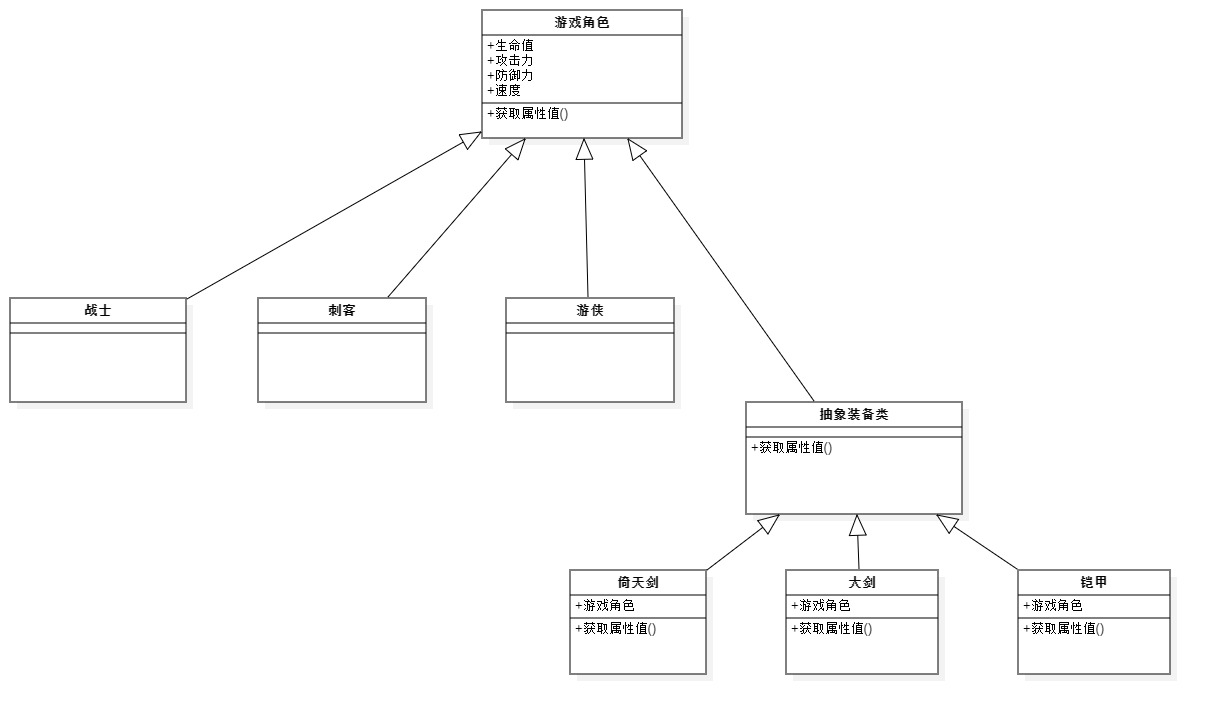 游戏角色
+生命值
+攻击力
+防御力
+速度
+获取属性值()
战士
刺客
游侠
抽象装备类
+获取属性值()
倚天剑
+游戏角色
+获取属性值()
大剑
+游戏角色
+获取属性值()
铠甲
+游戏角色
+获取属性值()